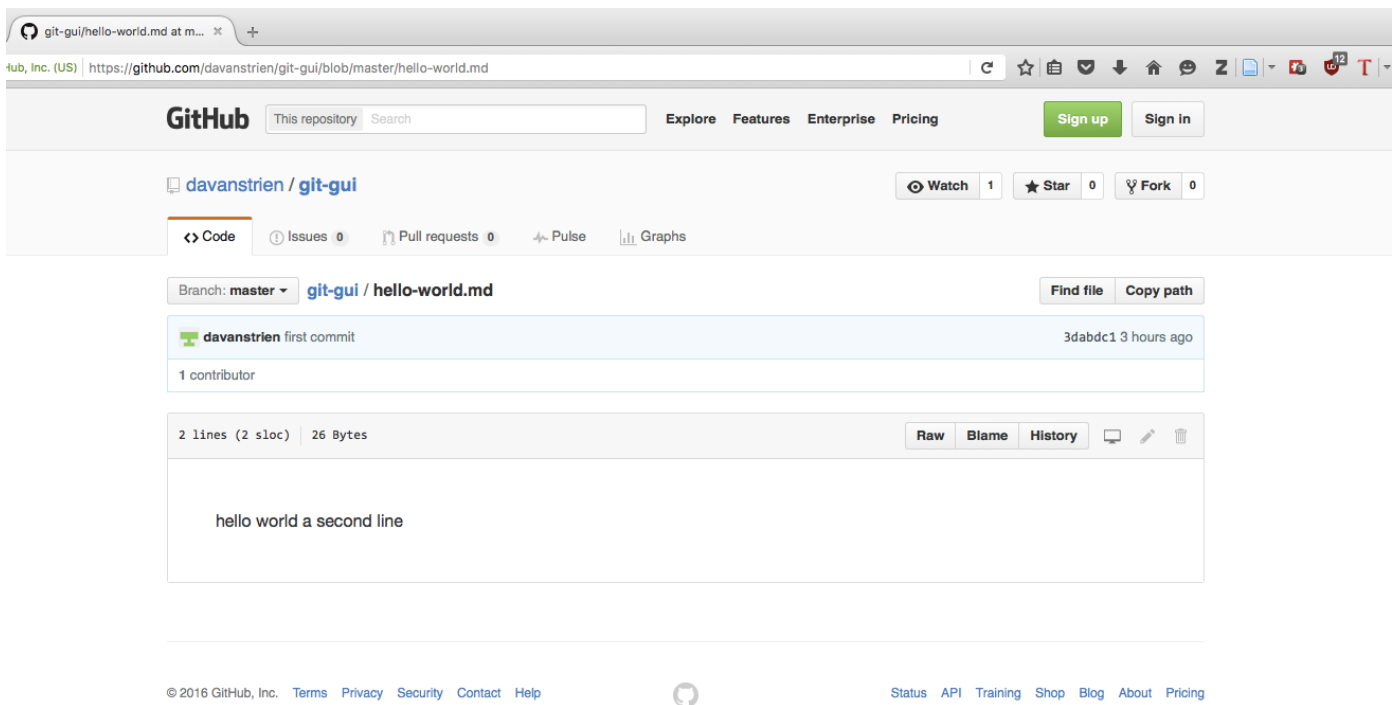 git-gui/hello-world.md at m...
Hub, Inc. (US) https://github.com/davanstrien/git-gui/blob/master/hello-world.md Z 12 T
GitHub This repository Search Explore Features Enterprise Pricing Sign up Sign in
davanstrien / git-gui Watch 1 Star 0 Fork 0
Code Issues 0 Pull requests 0 Pulse Graphs
Branch: master git-gui / hello-world.md Find file Copy path
davanstrien first commit 3dabdc1 3 hours ago
1 contributor
2 lines (2 sloc) 26 Bytes Raw Blame History
hello world a second line
© 2016 GitHub, Inc. Terms Privacy Security Contact Help Status API Training Shop Blog About Pricing